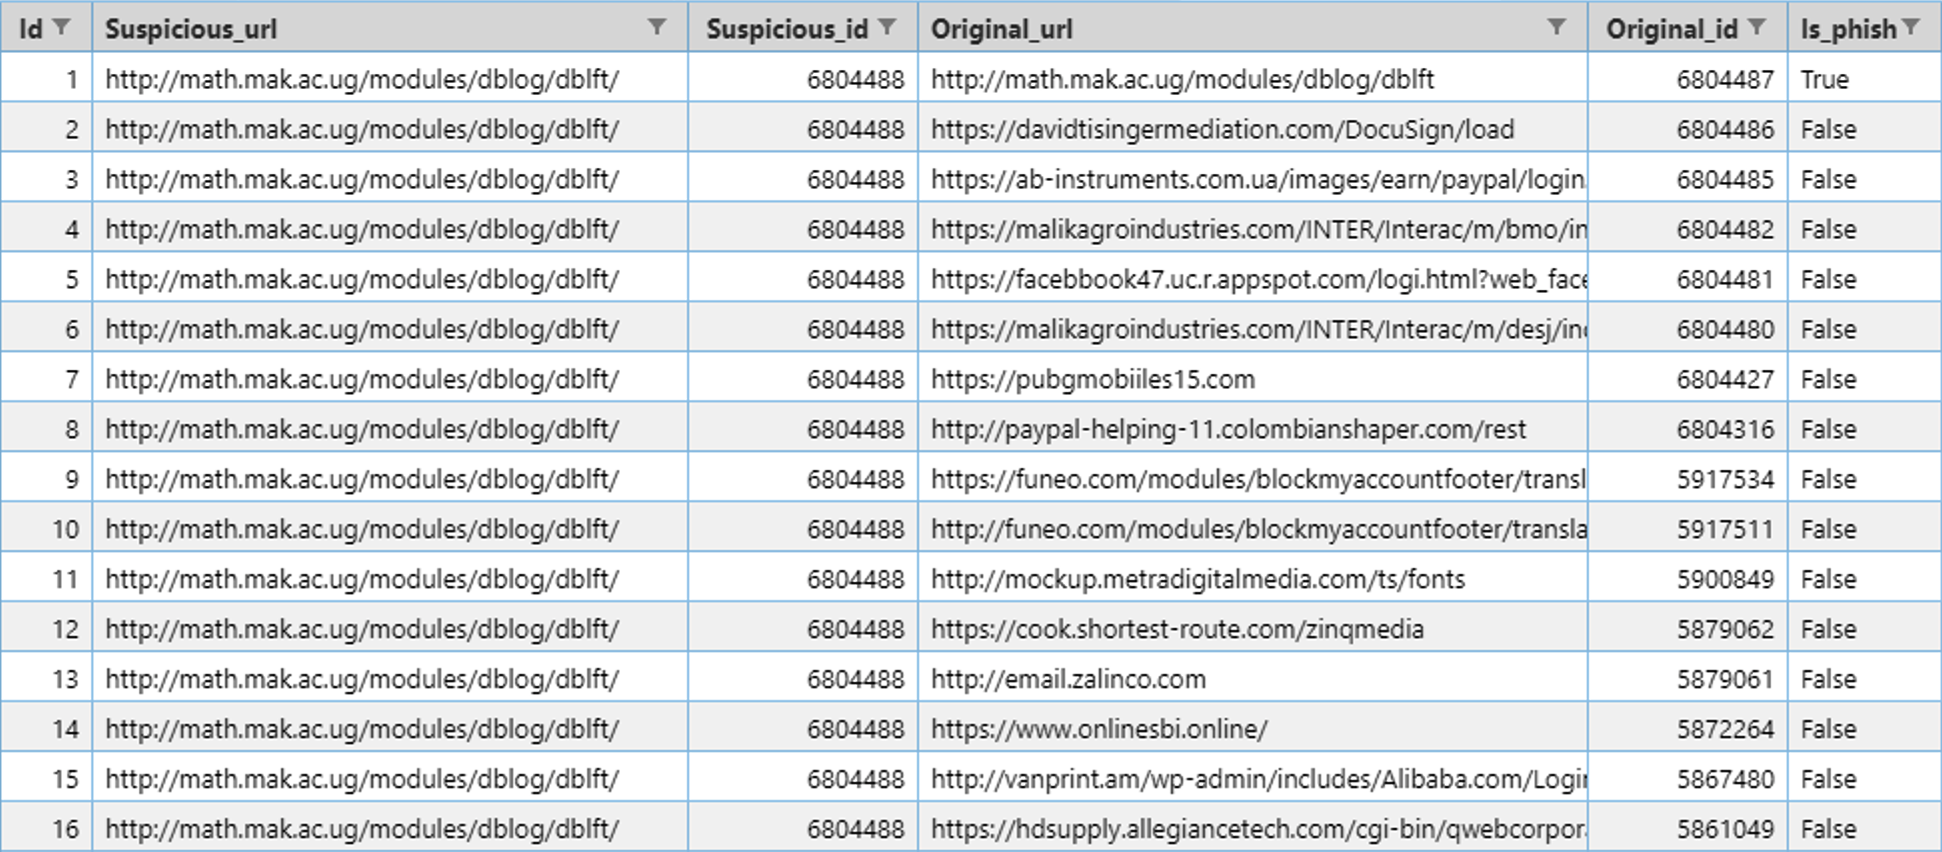 Id Suspicious_url Suspicious_id Original_url Original_id Is_phish
1 http://math.mak.ac.ug/modules/dblog/dblft/ 6804488 http://math.mak.ac.ug/modules/dblog/dblft 6804487 True
2 http://math.mak.ac.ug/modules/dblog/dblft/ 6804488 https://davidtisingermediation.com/DocuSign/load 6804486 False
3 http://math.mak.ac.ug/modules/dblog/dblft/ 6804488 https://ab-instruments.com.ua/images/earn/paypal/login. 6804485 False
4 http://math.mak.ac.ug/modules/dblog/dblft/ 6804488 https://malikagroindustries.com/INTER/Interac/m/bmo/in 6804482 False
5 http://math.mak.ac.ug/modules/dblog/dblft/ 6804488 https://facebbook47.uc.r.appspot.com/logi.html?web_face 6804481 False
6 http://math.mak.ac.ug/modules/dblog/dblft/ 6804488 https://malikagroindustries.com/INTER/Interac/m/desj/ind 6804480 False
7 http://math.mak.ac.ug/modules/dblog/dblft/ 6804488 https://pubgmobiiles15.com 6804427 False
8 http://math.mak.ac.ug/modules/dblog/dblft/ 6804488 http://paypal-helping-11.colombianshaper.com/rest 6804316 False
9 http://math.mak.ac.ug/modules/dblog/dblft/ 6804488 https://funeo.com/modules/blockmyaccountfooter/transl 5917534 False
10 http://math.mak.ac.ug/modules/dblog/dblft/ 6804488 http://funeo.com/modules/blockmyaccountfooter/transla 5917511 False
11 http://math.mak.ac.ug/modules/dblog/dblft/ 6804488 http://mockup.metradigitalmedia.com/ts/fonts 5900849 False
12 http://math.mak.ac.ug/modules/dblog/dblft/ 6804488 https://cook.shortest-route.com/zinqmedia 5879062 False
13 http://math.mak.ac.ug/modules/dblog/dblft/ 6804488 http://email.zalinco.com 5879061 False
14 http://math.mak.ac.ug/modules/dblog/dblft/ 6804488 https://www.onlinesbi.online/ 5872264 False
15 http://math.mak.ac.ug/modules/dblog/dblft/ 6804488 http://vanprint.am/wp-admin/includes/Alibaba.com/Login 5867480 False
16 http://math.mak.ac.ug/modules/dblog/dblft/ 6804488 https://hdsupply.allegiancetech.com/cgi-bin/qwebcorpor. 5861049 False